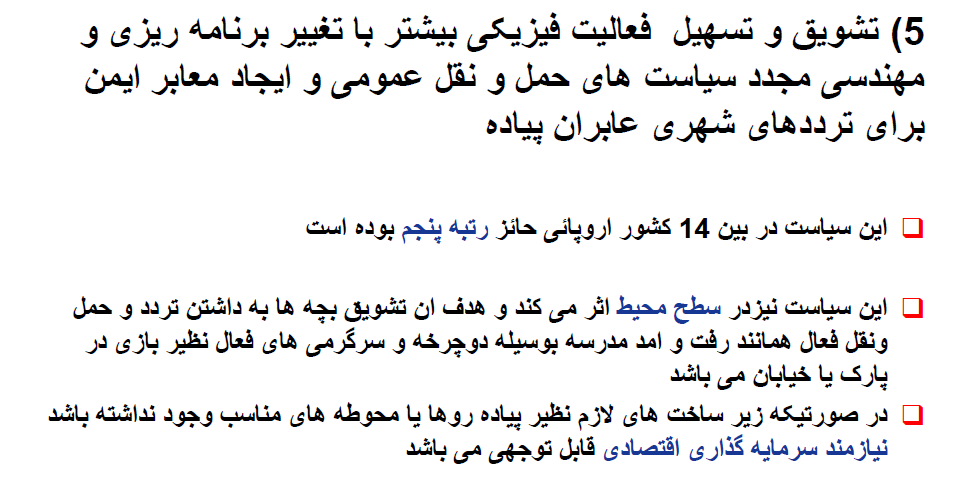 5) تشویق و تسهیل فعالیت فیزیکی بیشتر با تغییر برنامه ریزی و
مهندسی مجدد سیاست های حمل و نقل عمومی و ایجاد معابر ایمن
برای ترددهای شهری عابران پیاده
❑ این سیاست در بین 14 کشور اروپائی حائز رتبه پنجم بوده است
❑ این سیاست نیزدر سطح محیط اثر می کند و هدف ان تشویق بچه ها به داشتن تردد و حمل
ونقل فعال همانند رفت و امد مدرسه بوسیله دوچرخه و سرگرمی های فعال نظیر بازی در
پارک یا خیابان می باشد
❑ در صورتیکه زیر ساخت های لازم نظیر پیاده روها یا محوطه های مناسب وجود نداشته باشد
نیازمند سرمایه گذاری اقتصادی قابل توجهی می باشد